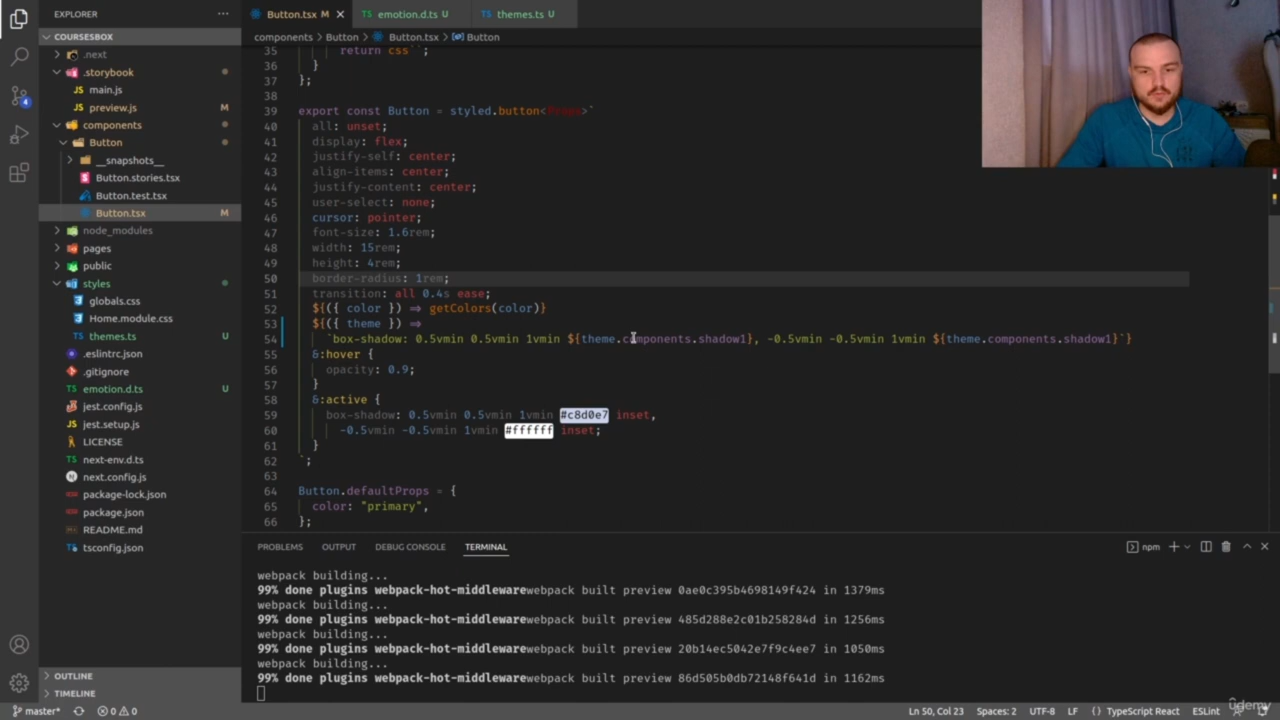 EXPLORER
COURSESBOX
.next
.storybook
main.js
preview.js M
components
Button
__snapshots__
Button.stories.tsx
Button.test.tsx
Button.tsx M
node_modules
pages
public
styles
globals.css
Home.module.css
themes.ts U
.eslintrc.json
.gitignore
emotion.d.ts U
jest.config.js
jest.setup.js
LICENSE
next-env.d.ts
next.config.js
package-lock.json
package.json
README.md
tsconfig.json
OUTLINE
TIMELINE
4
Button.tsx M
emotion.d.ts U
themes.ts U
components > Button > Button.tsx > Button
35 return css``;
36 }
37 };
38
39 export const Button = styled.button<Props>`
40 all: unset;
41 display: flex;
42 justify-self: center;
43 align-items: center;
44 justify-content: center;
45 user-select: none;
46 cursor: pointer;
47 font-size: 1.6rem;
48 width: 15rem;
49 height: 4rem;
50 border-radius: 1rem;
51 transition: all 0.4s ease;
52 ${({ color }) => getColors(color)}
53 ${({ theme }) =>
54 `box-shadow: 0.5vmin 0.5vmin 1vmin ${theme.components.shadow1}, -0.5vmin -0.5vmin 1vmin ${theme.components.shadow1}`}
55 &:hover {
56 opacity: 0.9;
57 }
58 &:active {
59 box-shadow: 0.5vmin 0.5vmin 1vmin #c8d0e7 inset,
60 -0.5vmin -0.5vmin 1vmin #ffffff inset;
61 }
62 `;
63
64 Button.defaultProps = {
65 color: "primary",
66 };
PROBLEMS OUTPUT DEBUG CONSOLE TERMINAL
npm
webpack building...
99% done plugins webpack-hot-middlewarewebpack built preview 0ae0c395b4698149f424 in 1379ms
webpack building...
99% done plugins webpack-hot-middlewarewebpack built preview 485d288e2c01b258284d in 1256ms
webpack building...
99% done plugins webpack-hot-middlewarewebpack built preview 20b14ec5042e7f9c4ee7 in 1050ms
webpack building...
99% done plugins webpack-hot-middlewarewebpack built preview 86d505b0db72148f641d in 1162ms
master* 0 0
Ln 50, Col 23 Spaces: 2 UTF-8 LF {} TypeScript React ESLint
udemy